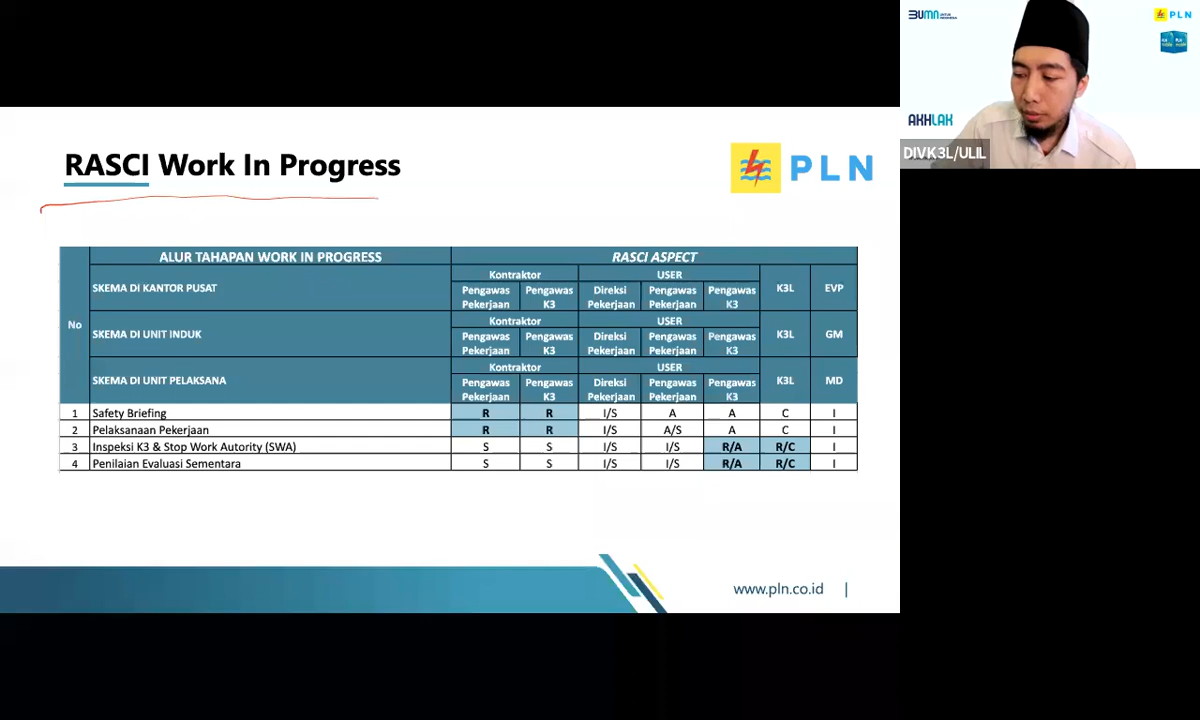 BUMN UNTUK INDONESIA
PLN
AKHLAK
DIVK3L/ULIL
RASCI Work In Progress
PLN
No
ALUR TAHAPAN WORK IN PROGRESS
RASCI ASPECT
SKEMA DI KANTOR PUSAT
Kontraktor
USER
K3L
EVP
Pengawas Pekerjaan
Pengawas K3
Direksi Pekerjaan
Pengawas Pekerjaan
Pengawas K3
SKEMA DI UNIT INDUK
Kontraktor
USER
K3L
GM
Pengawas Pekerjaan
Pengawas K3
Direksi Pekerjaan
Pengawas Pekerjaan
Pengawas K3
SKEMA DI UNIT PELAKSANA
Kontraktor
USER
K3L
MD
Pengawas Pekerjaan
Pengawas K3
Direksi Pekerjaan
Pengawas Pekerjaan
Pengawas K3
1 Safety Briefing R R I/S A A C I
2 Pelaksanaan Pekerjaan R R I/S A/S A C I
3 Inspeksi K3 & Stop Work Autority (SWA) S S I/S I/S R/A R/C I
4 Penilaian Evaluasi Sementara S S I/S I/S R/A R/C I
www.pln.co.id |